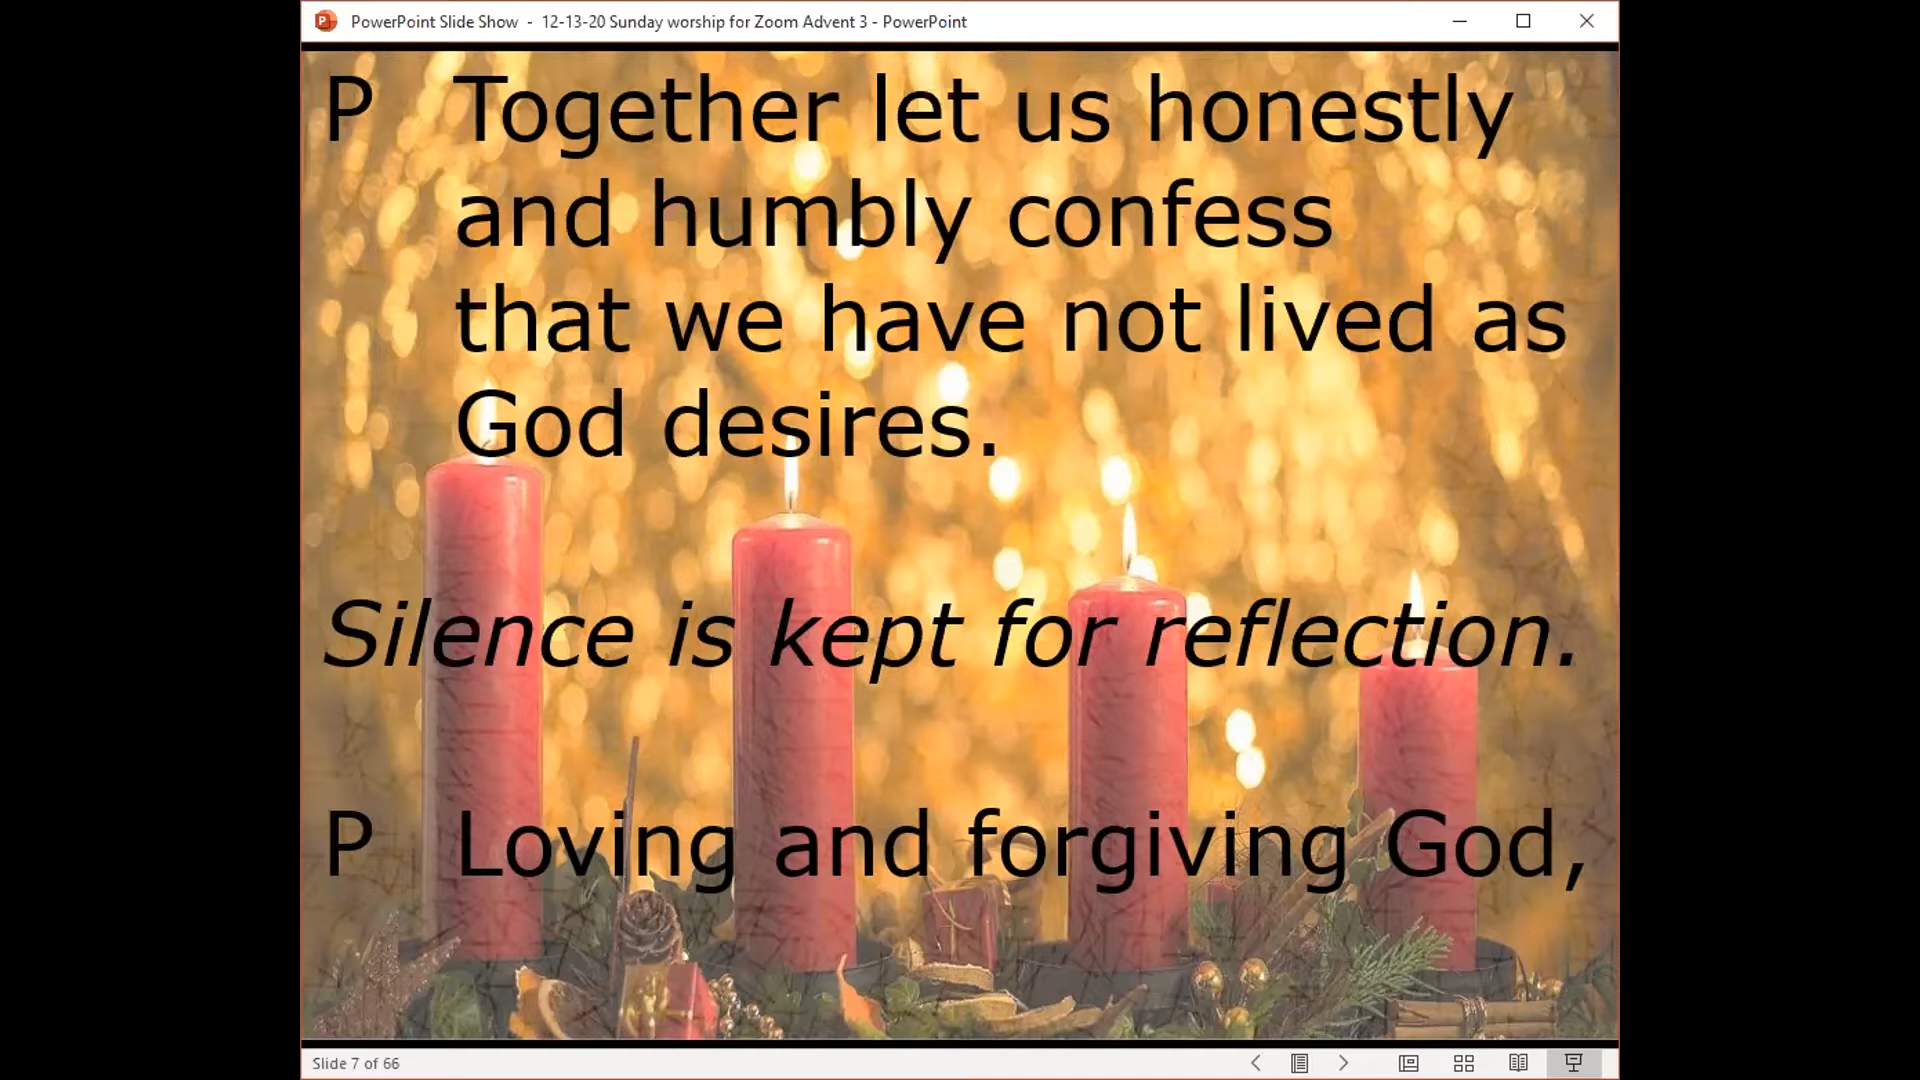 PowerPoint Slide Show - 12-13-20 Sunday worship for Zoom Advent 3 - PowerPoint
P Together let us honestly
and humbly confess
that we have not lived as
God desires.
Silence is kept for reflection.
P Loving and forgiving God,
Slide 7 of 66